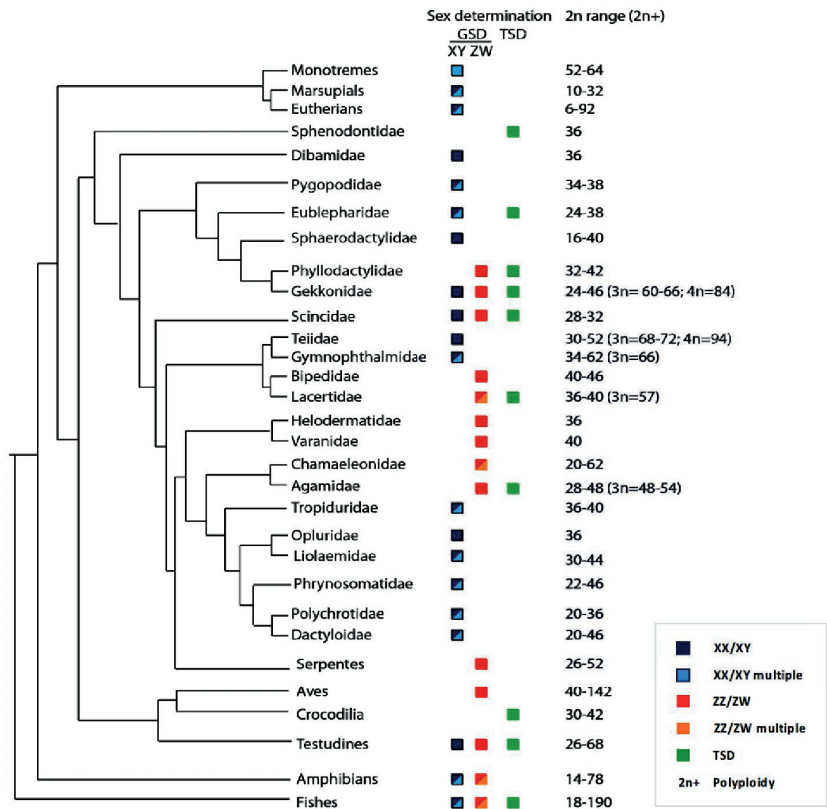 Sex determination 2n range (2n+)
GSD TSD
XY ZW
Monotremes 52-64
Marsupials 10-32
Eutherians 6-92
Sphenodontidae 36
Dibamidae 36
Pygopodidae 34-38
Eublepharidae 24-38
Sphaerodactylidae 16-40
Phyllodactylidae 32-42
Gekkonidae 24-46 (3n= 60-66; 4n=84)
Scincidae 28-32
Teiidae 30-52 (3n=68-72; 4n=94)
Gymnophthalmidae 34-62 (3n=66)
Bipedidae 40-46
Lacertidae 36-40 (3n=57)
Helodermatidae 36
Varanidae 40
Chamaeleonidae 20-62
Agamidae 28-48 (3n=48-54)
Tropiduridae 36-40
Opluridae 36
Liolaemidae 30-44
Phrynosomatidae 22-46
Polychrotidae 20-36
Dactyloidae 20-46
Serpentes 26-52
Aves 40-142
Crocodilia 30-42
Testudines 26-68
Amphibians 14-78
Fishes 18-190
XX/XY
XX/XY multiple
ZZ/ZW
ZZ/ZW multiple
TSD
2n+ Polyploidy